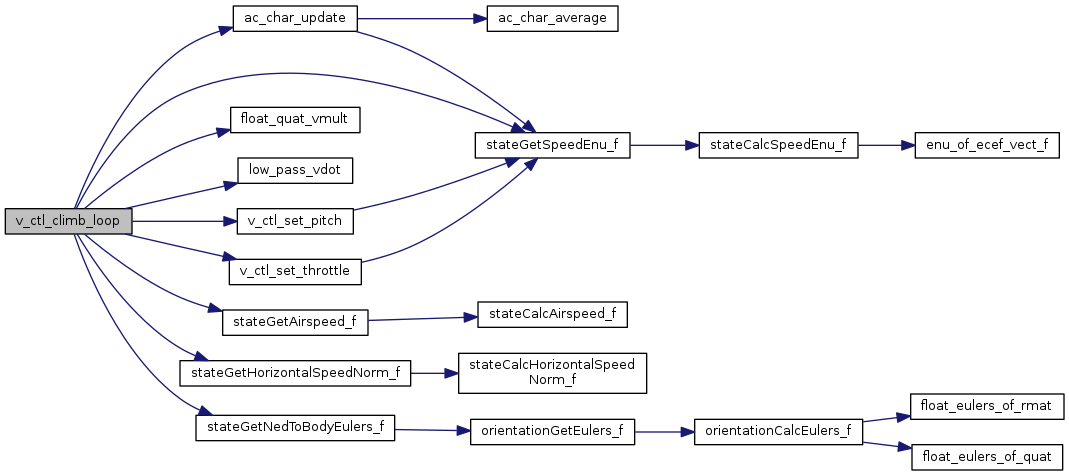 ac_char_update
ac_char_average
float_quat_vmult
stateGetSpeedEnu_f
stateCalcSpeedEnu_f
enu_of_ecef_vect_f
low_pass_vdot
v_ctl_climb_loop
v_ctl_set_pitch
v_ctl_set_throttle
stateGetAirspeed_f
stateCalcAirspeed_f
stateGetHorizontalSpeedNorm_f
stateCalcHorizontalSpeed
Norm_f
stateGetNedToBodyEulers_f
orientationGetEulers_f
orientationCalcEulers_f
float_eulers_of_rmat
float_eulers_of_quat